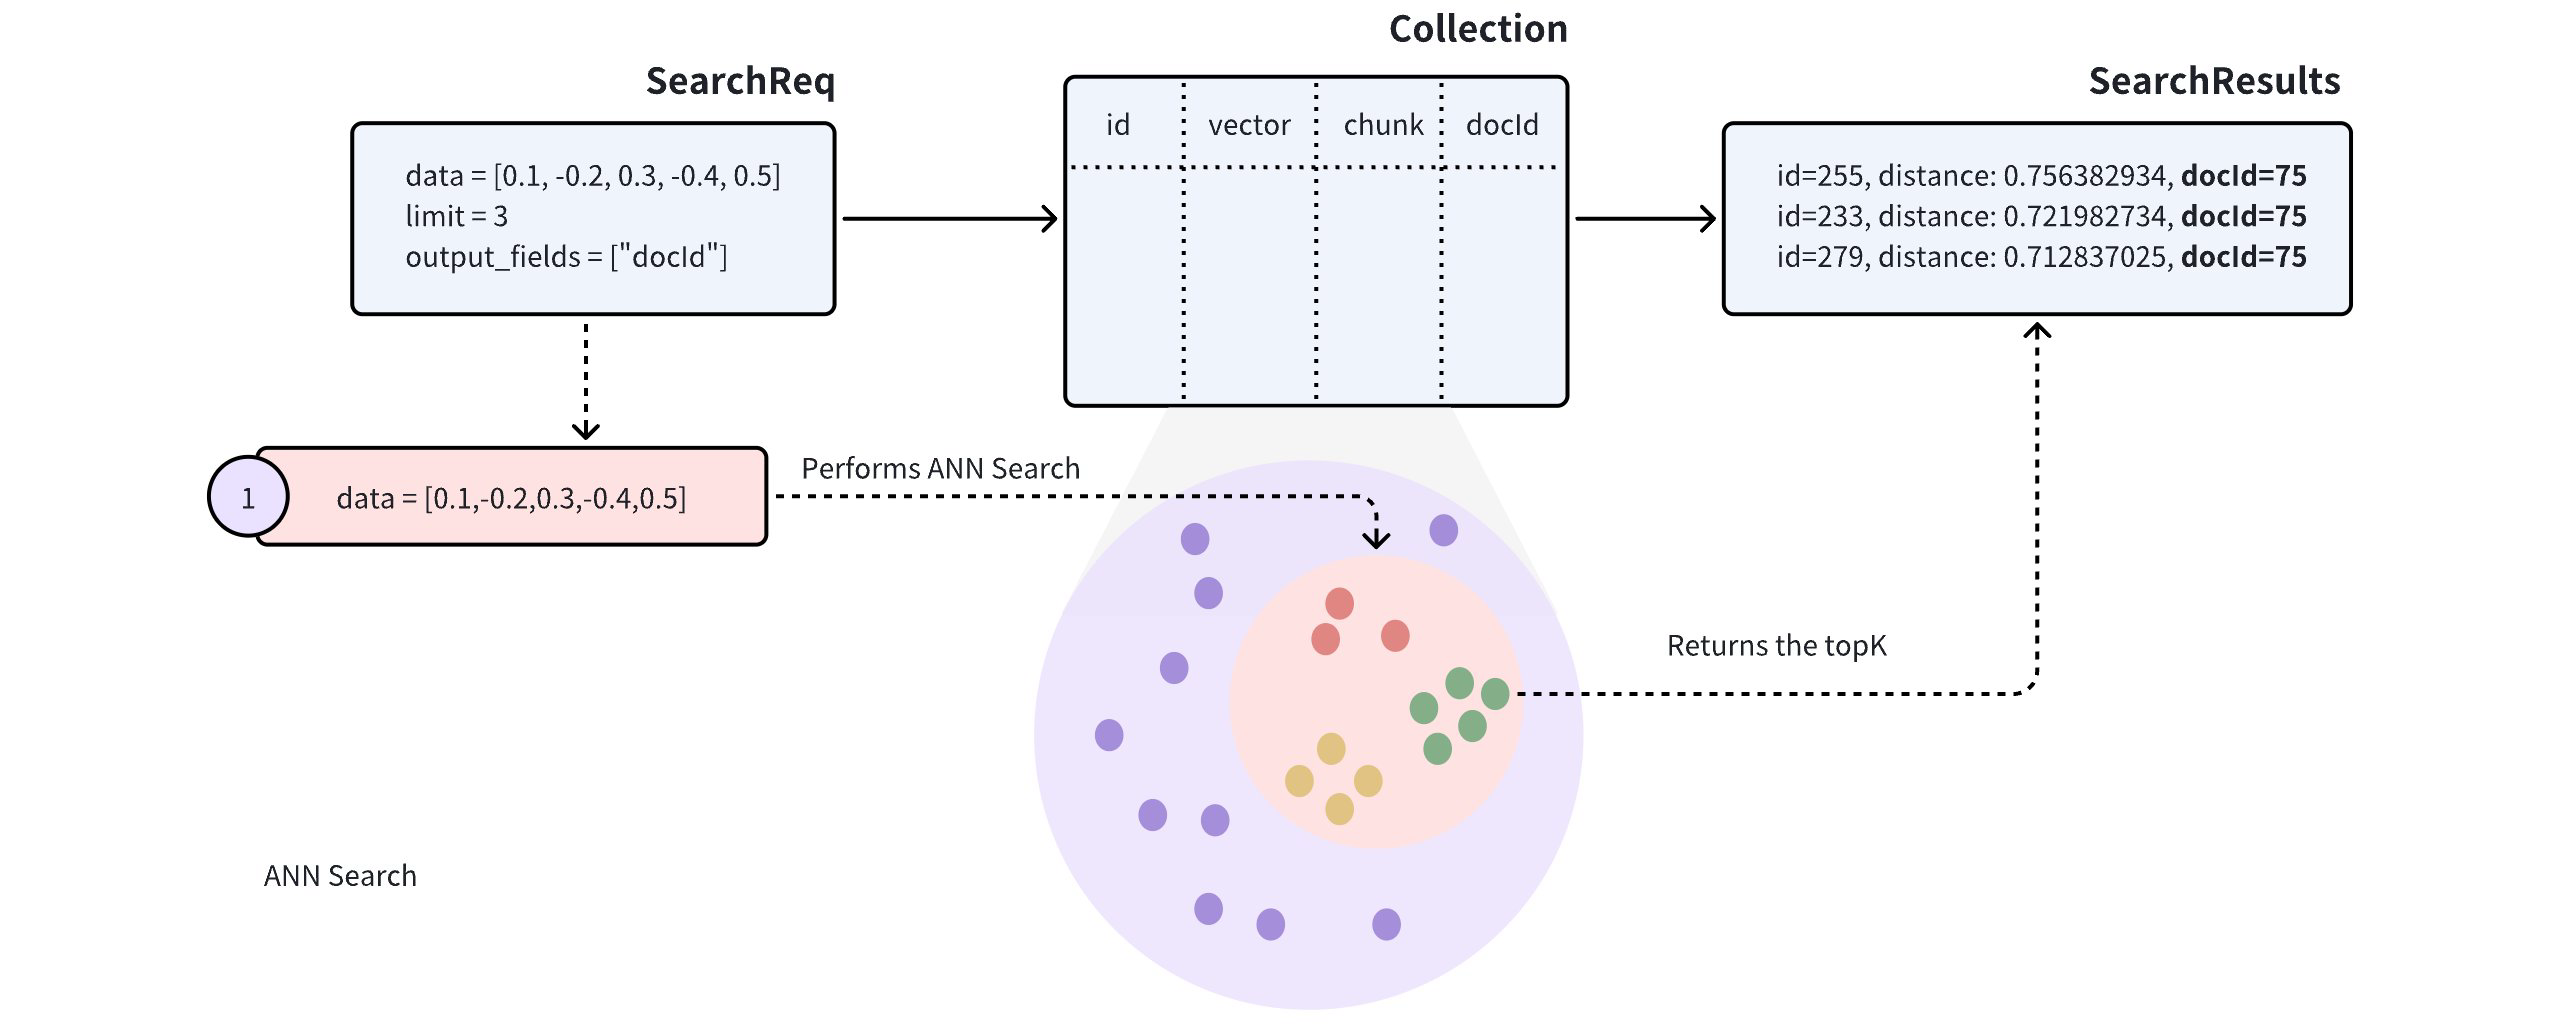 Collection
SearchReq
SearchResults
data = [0.1, -0.2, 0.3, -0.4, 0.5]
limit = 3
output_fields = ["docId"]
id
vector
chunk
docId
id=255, distance: 0.756382934, docId=75
id=233, distance: 0.721982734, docId=75
id=279, distance: 0.712837025, docId=75
1
data = [0.1,-0.2,0.3,-0.4,0.5]
Performs ANN Search
Returns the topK
ANN Search